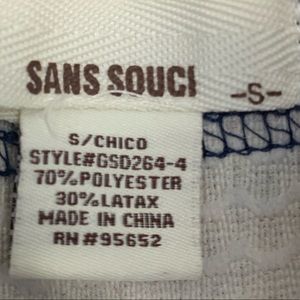 SANS SOUCI
-S-
S/CHICO
STYLE#GSD264-4
70%POLYESTER
30%LATAX
MADE IN CHINA
RN #95652